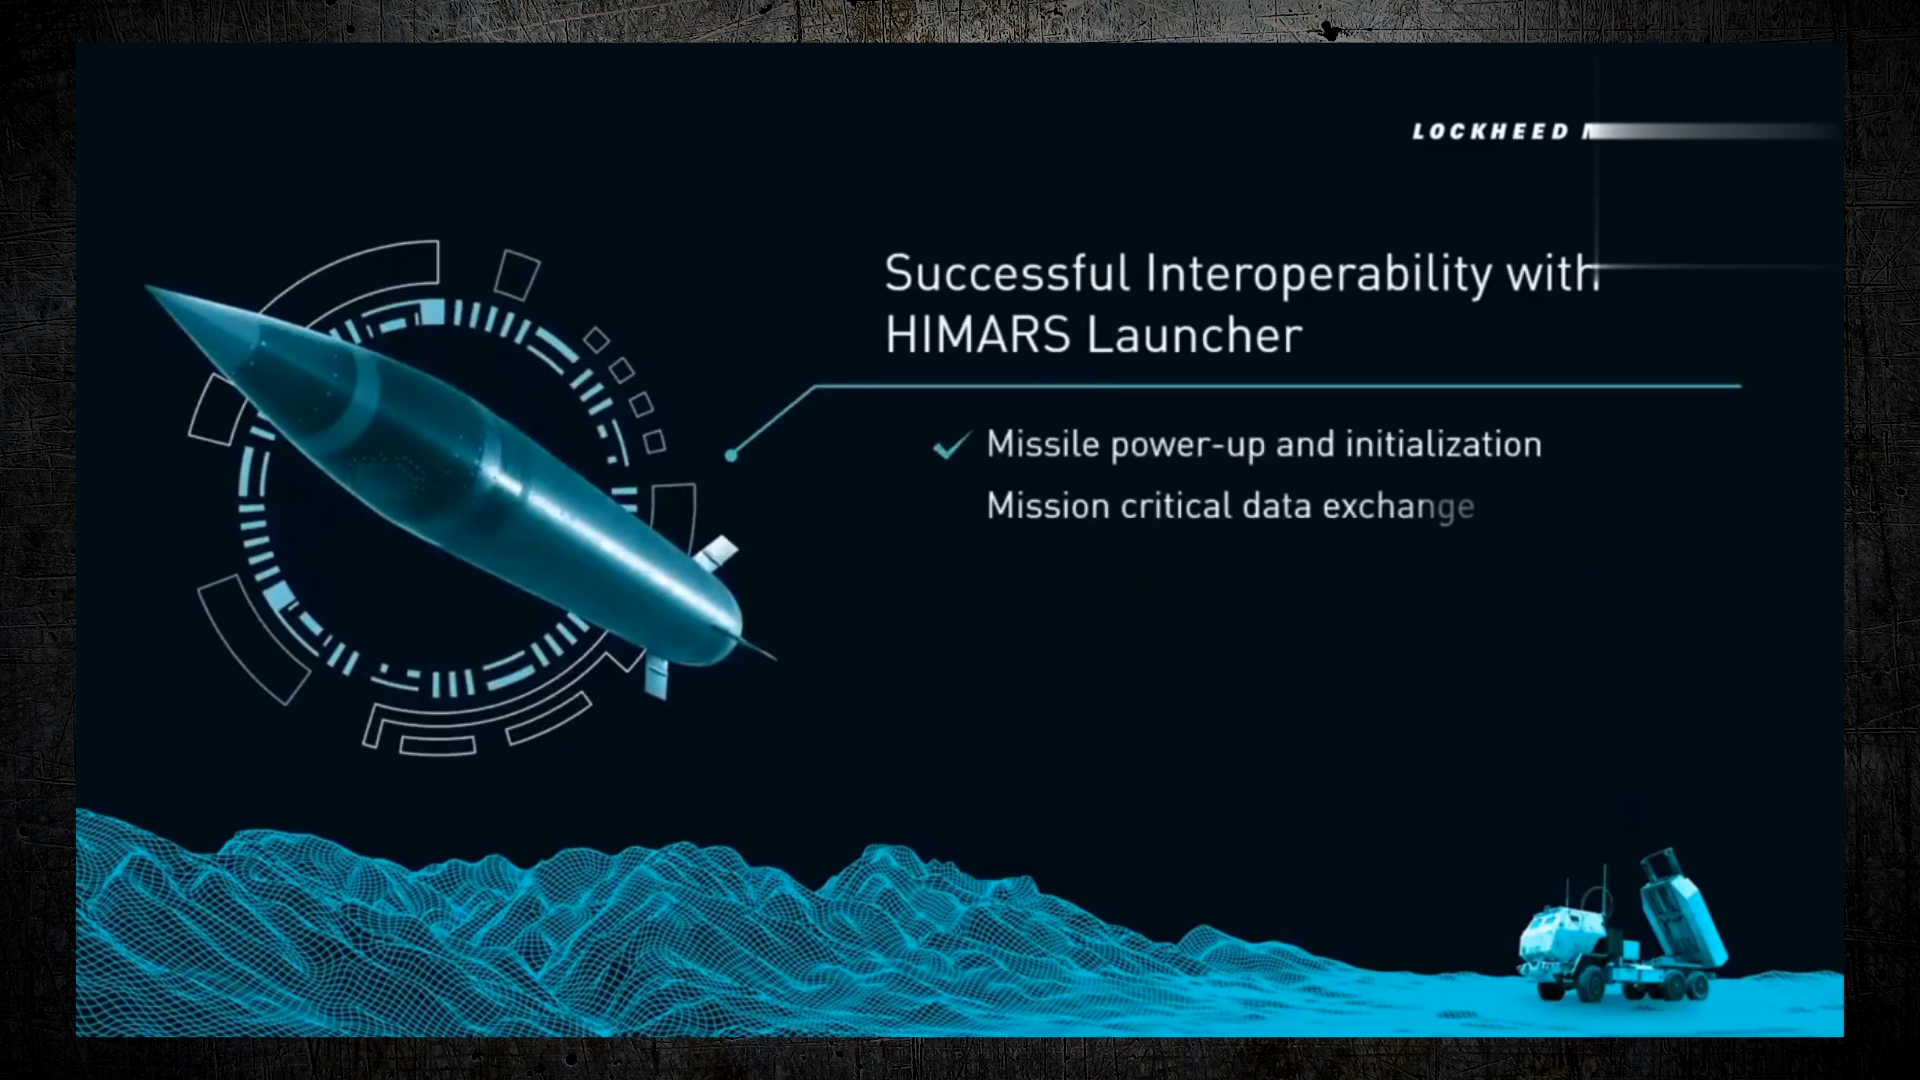 LOCKHEED
Successful Interoperability with
HIMARS Launcher
Missile power-up and initialization
Mission critical data exchange